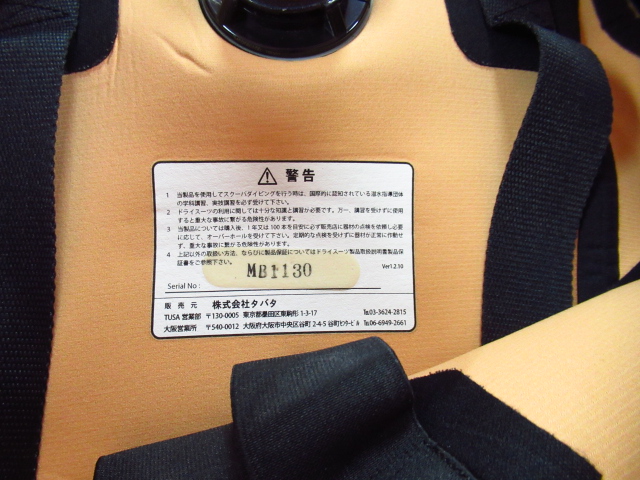 警告
1 当製品を使用してスクーバダイビングを行う時は、国際的に認知されている潜水指導団体
の学科講習、実技講習を必ず受けて下さい。
2 ドライスーツの利用に関しては十分な知識と講習が必要です。万一、講習を受けずに使用
すると重大な事故に繋がる危険性があります。
3 当製品については購入後、1年又は100本を目安に必ず販売店に器材の点検を依頼し必要
に応じて、オーバーホールを受けて下さい。定期的な点検を受けずに器材が正常に作動せ
ず、重大な事故に繋がる危険性があります。
4 上記以外の取扱い方法、ならびに製品保証についてはドライスーツ製品取扱説明書製品保
証書をご参照下さい。
Ver1.2.10
MB1130
Serial No :
販売元 株式会社タバタ
TUSA 営業部 〒130-0005 東京都墨田区東駒形 1-3-17 ℡03-3624-2815
大阪営業所 〒540-0012 大阪府大阪市中央区谷町 2-4-5 谷町センタービル ℡06-6949-2661